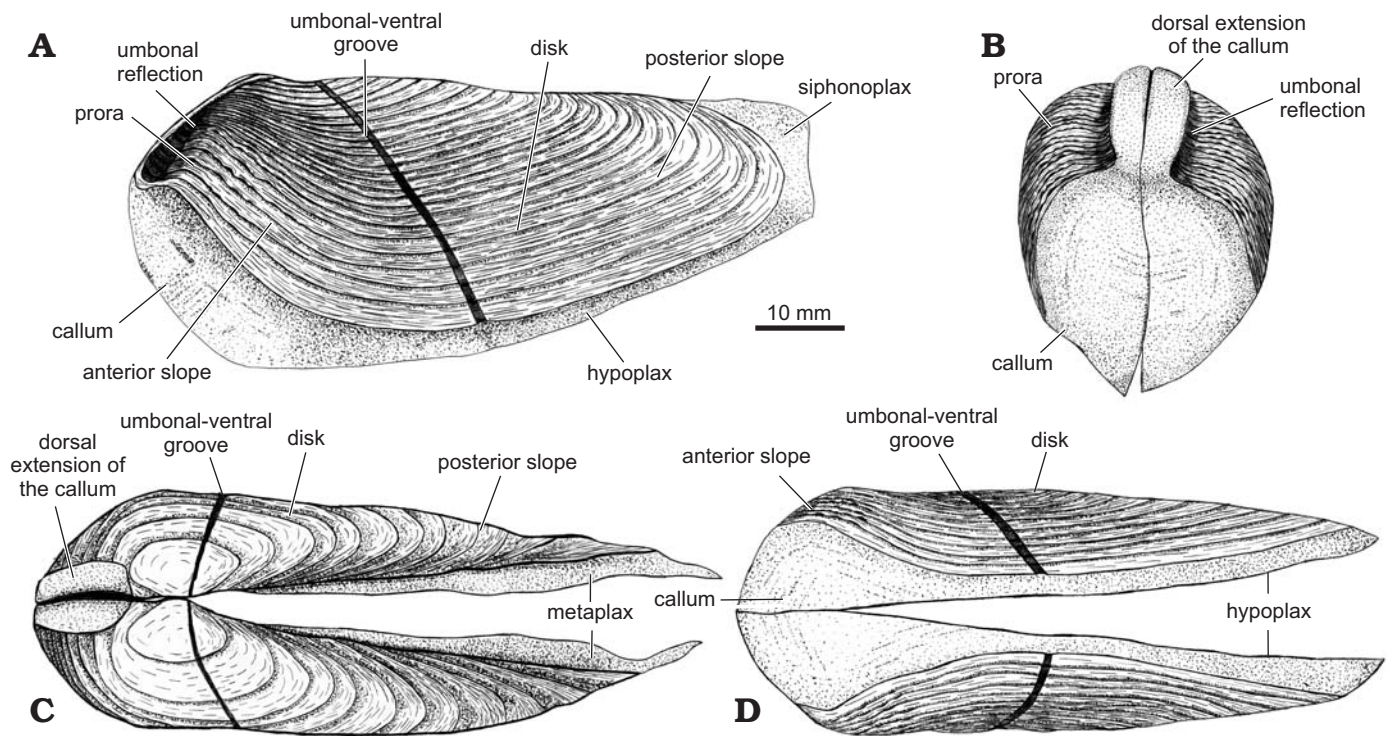 A
umbonal
reflection
prora
umbonal-ventral
groove
disk
posterior slope
siphonoplax
callum
anterior slope
hypoplax
10 mm
B
prora
dorsal extension
of the callum
umbonal
reflection
callum
C
dorsal
extension of
the callum
umbonal-ventral
groove
disk
posterior slope
metaplax
D
anterior slope
umbonal-ventral
groove
disk
callum
hypoplax